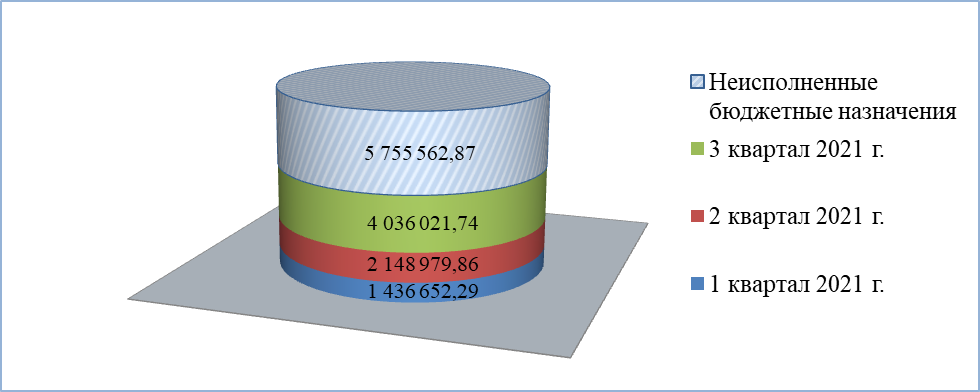 5 755 562,87
4 036 021,74
2 148 979,86
1 436 652,29
Неисполненные
бюджетные назначения
3 квартал 2021 г.
2 квартал 2021 г.
1 квартал 2021 г.